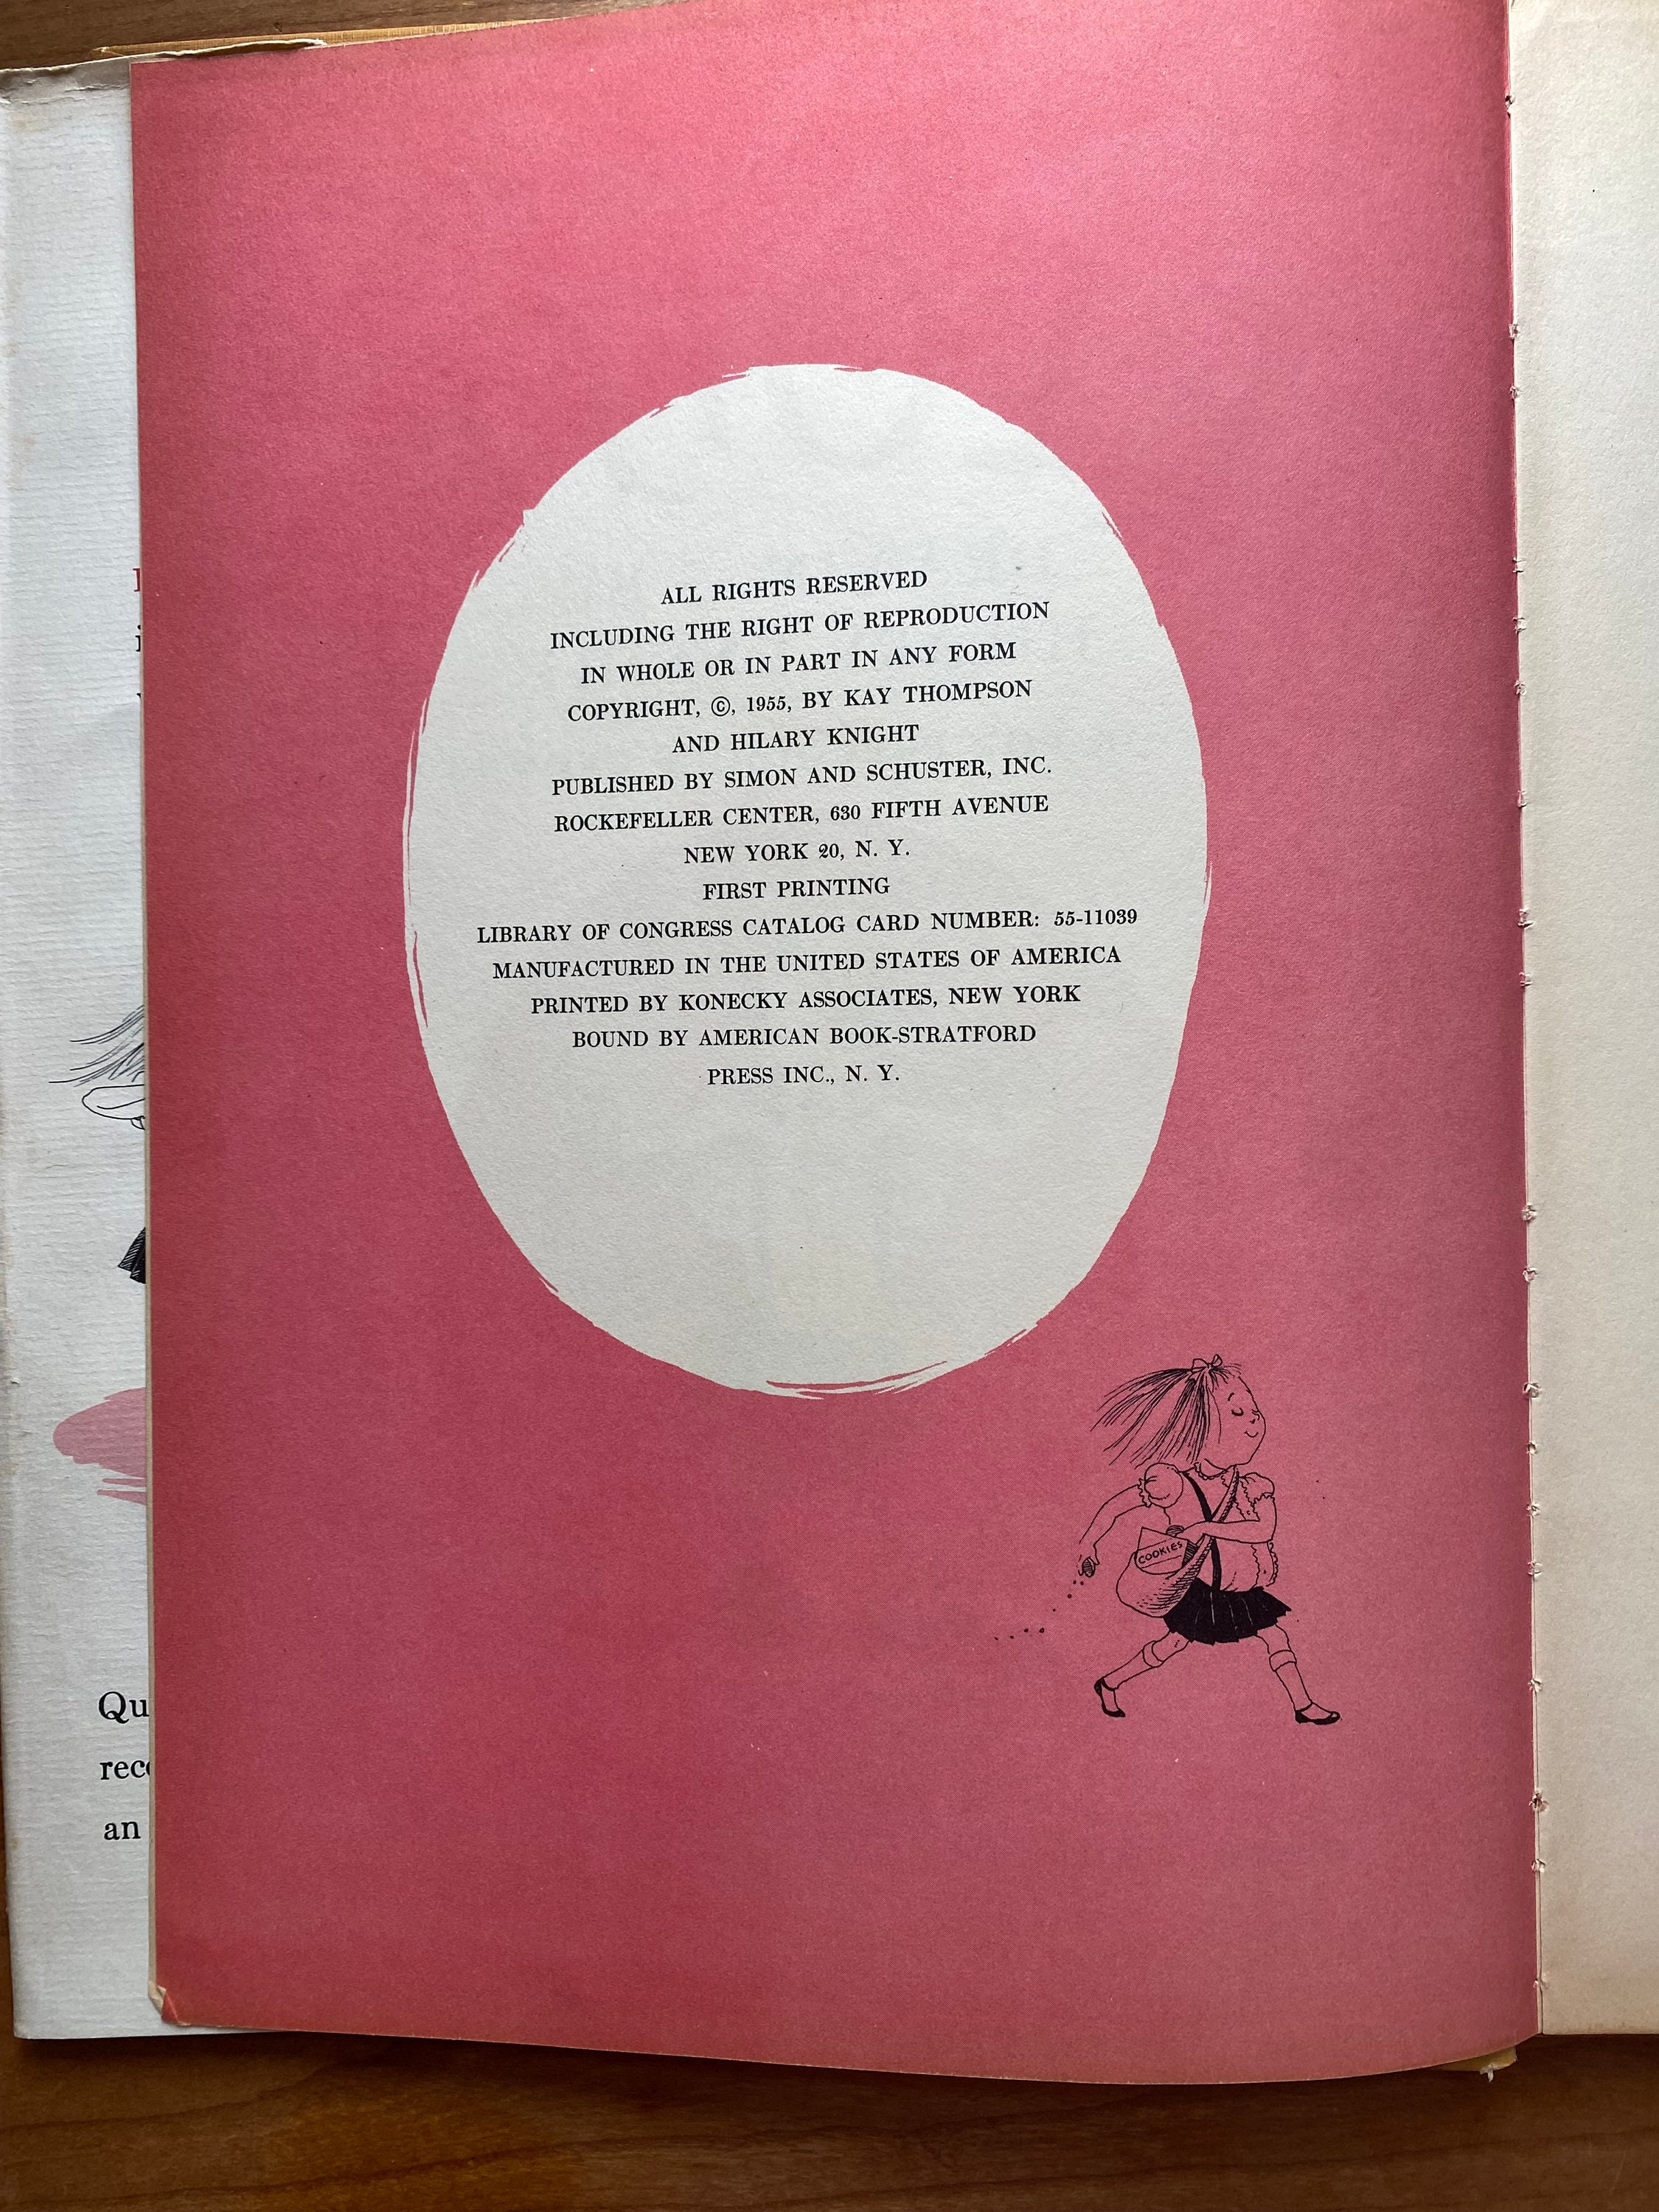 ALL RIGHTS RESERVED
INCLUDING THE RIGHT OF REPRODUCTION
IN WHOLE OR IN PART IN ANY FORM
COPYRIGHT, ©, 1955, BY KAY THOMPSON
AND HILARY KNIGHT
PUBLISHED BY SIMON AND SCHUSTER, INC.
ROCKEFELLER CENTER, 630 FIFTH AVENUE
NEW YORK 20, N. Y.
FIRST PRINTING
LIBRARY OF CONGRESS CATALOG CARD NUMBER: 55-11039
MANUFACTURED IN THE UNITED STATES OF AMERICA
PRINTED BY KONECKY ASSOCIATES, NEW YORK
BOUND BY AMERICAN BOOK-STRATFORD
PRESS INC., N. Y.
COOKIES
Qu
rec
an